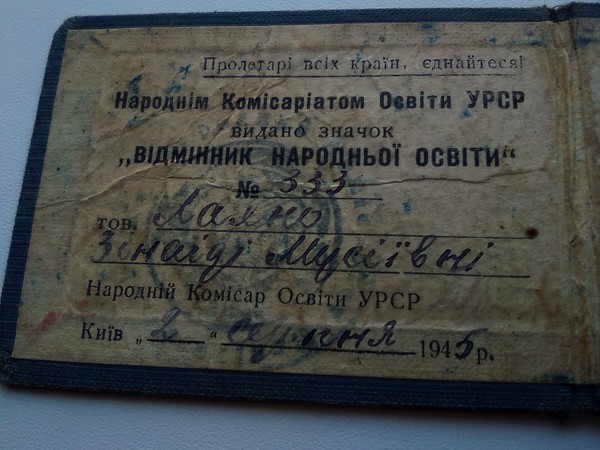 Пролетарі всіх країн, єднайтеся!
Народнім Комісаріатом Освіти УРСР
видано значок
„ВІДМІННИК НАРОДНЬОЇ ОСВІТИ“
№ 333
тов. Лахно
Зінаїді Мусіївні
Народній Комісар Освіти УРСР
Київ „2“ серпня 1945 р.